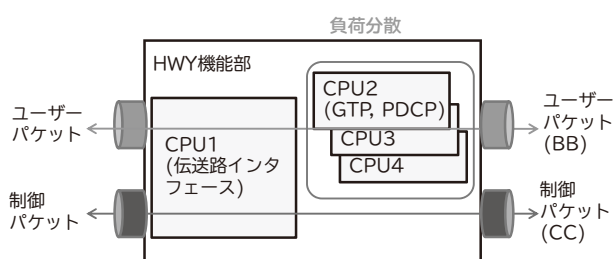 負荷分散
HWY機能部
ユーザー
パケット
CPU1
(伝送路インタ
フェース)
CPU2
(GTP, PDCP)
CPU3
CPU4
ユーザー
パケット
(BB)
制御
パケット
制御
パケット
(CC)